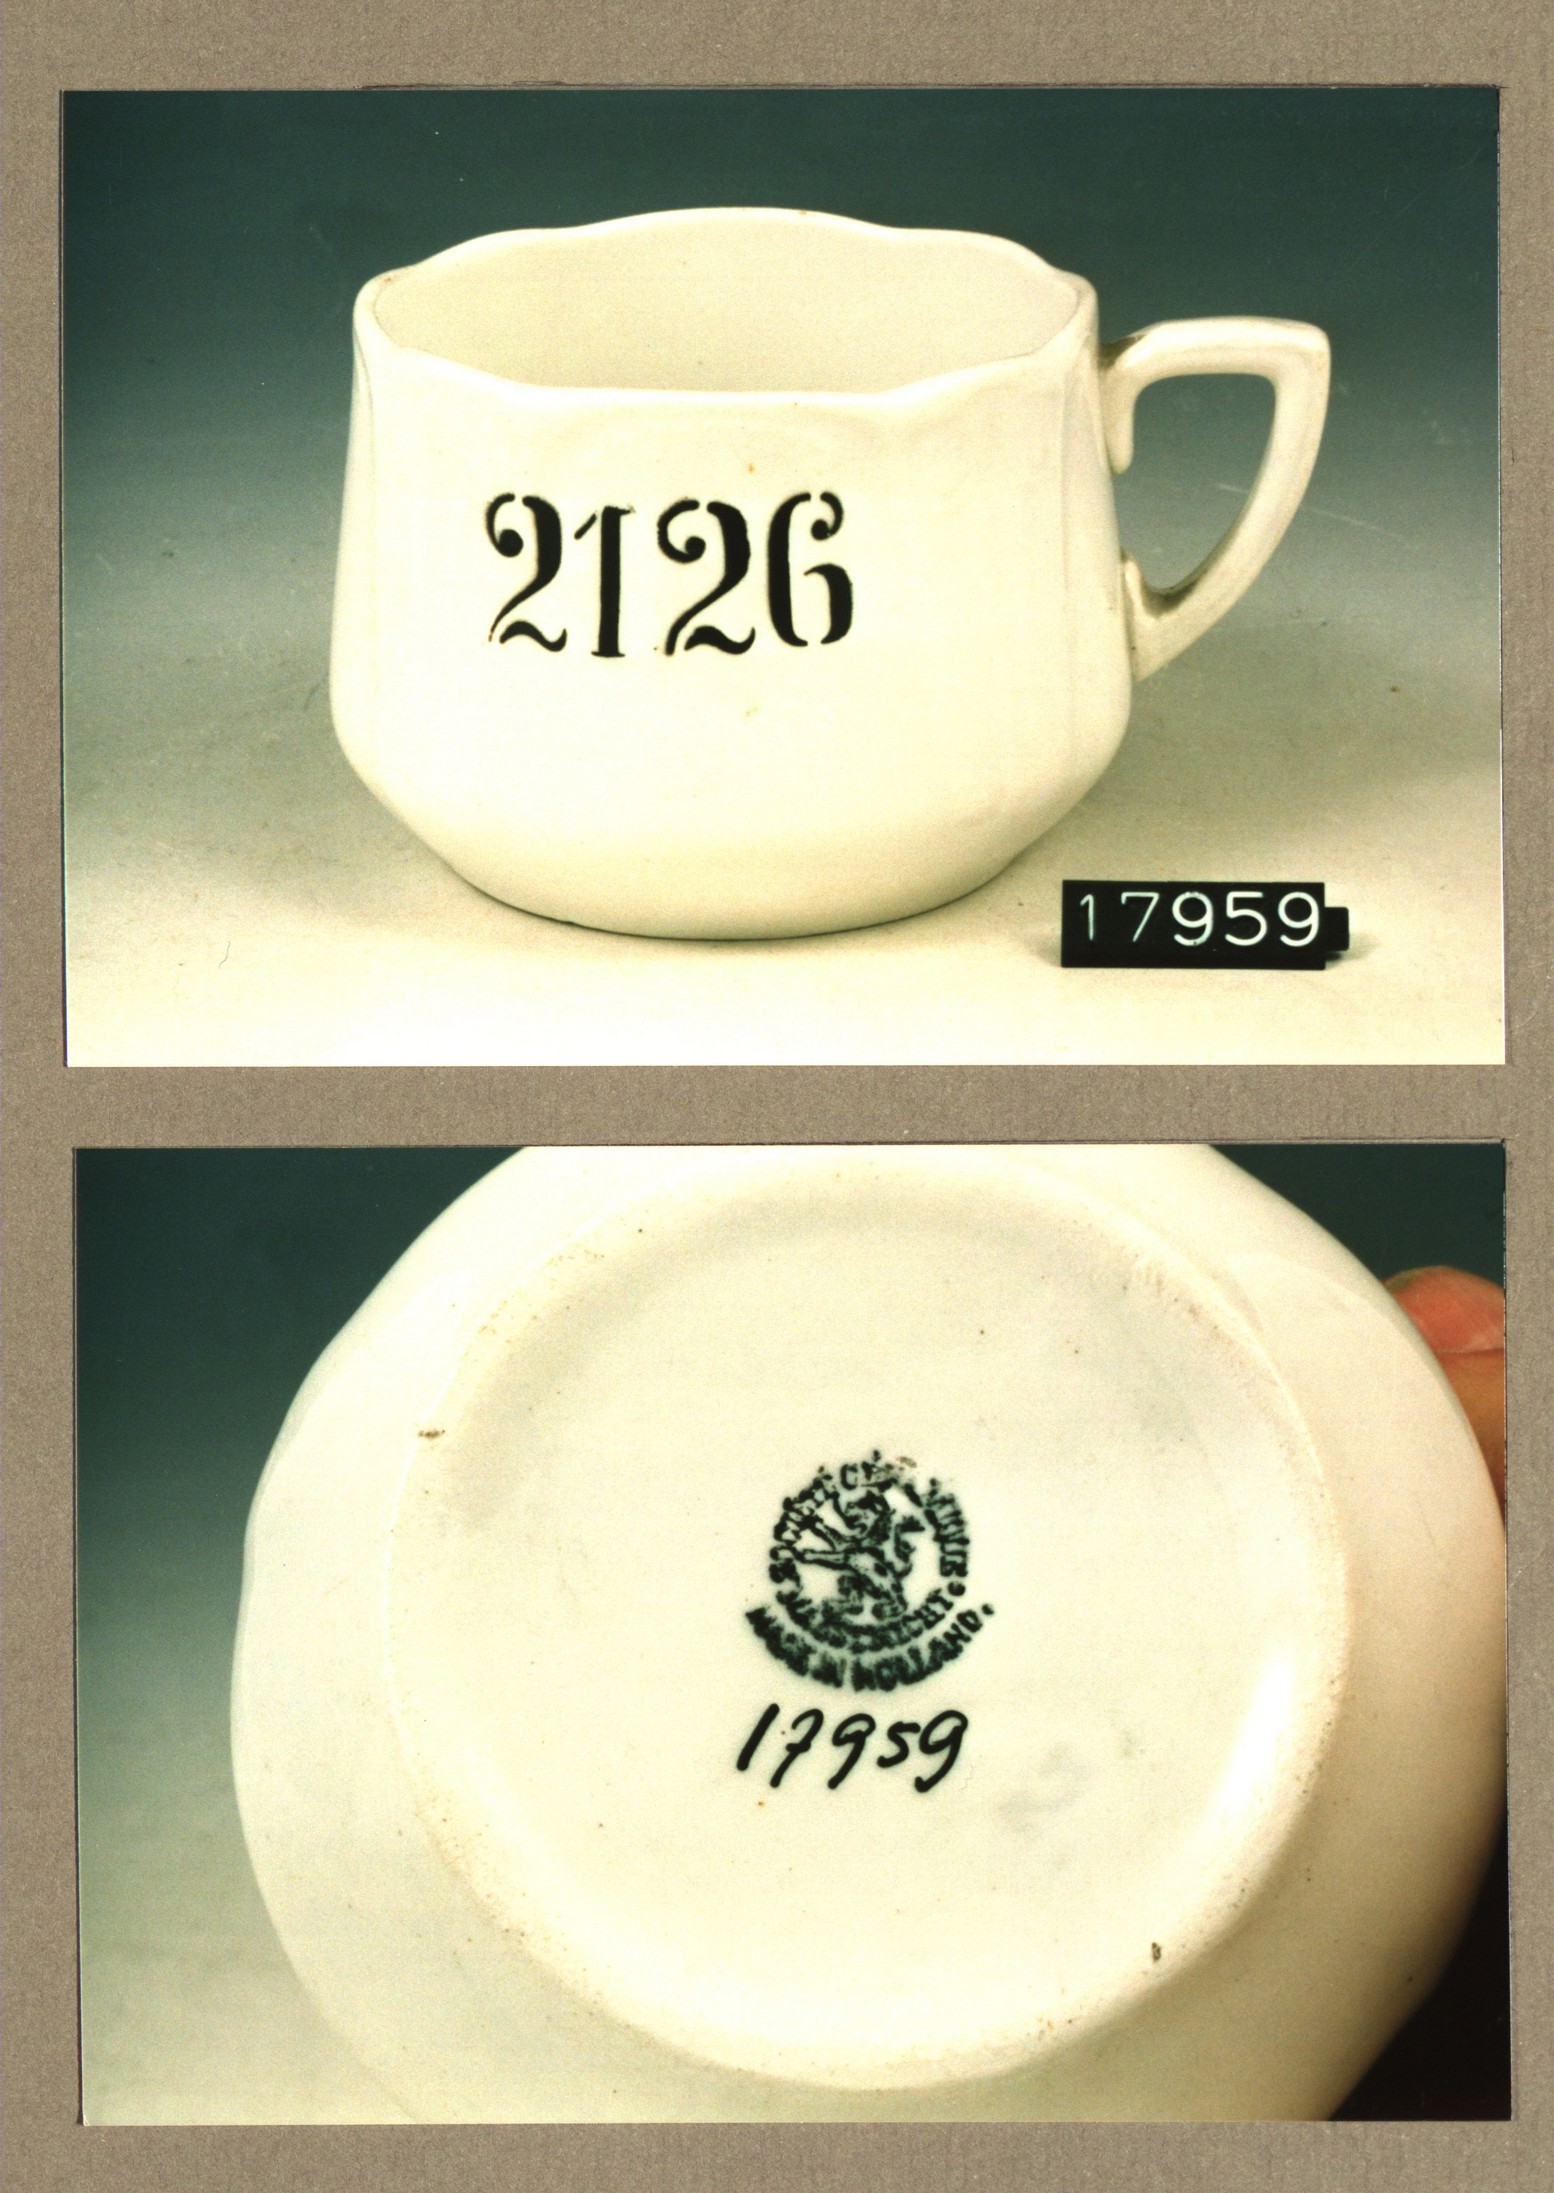 2126
17959
SOCIÉTÉ CÉRAMIQUE
MAESTRICHT
MADE IN HOLLAND.
17959